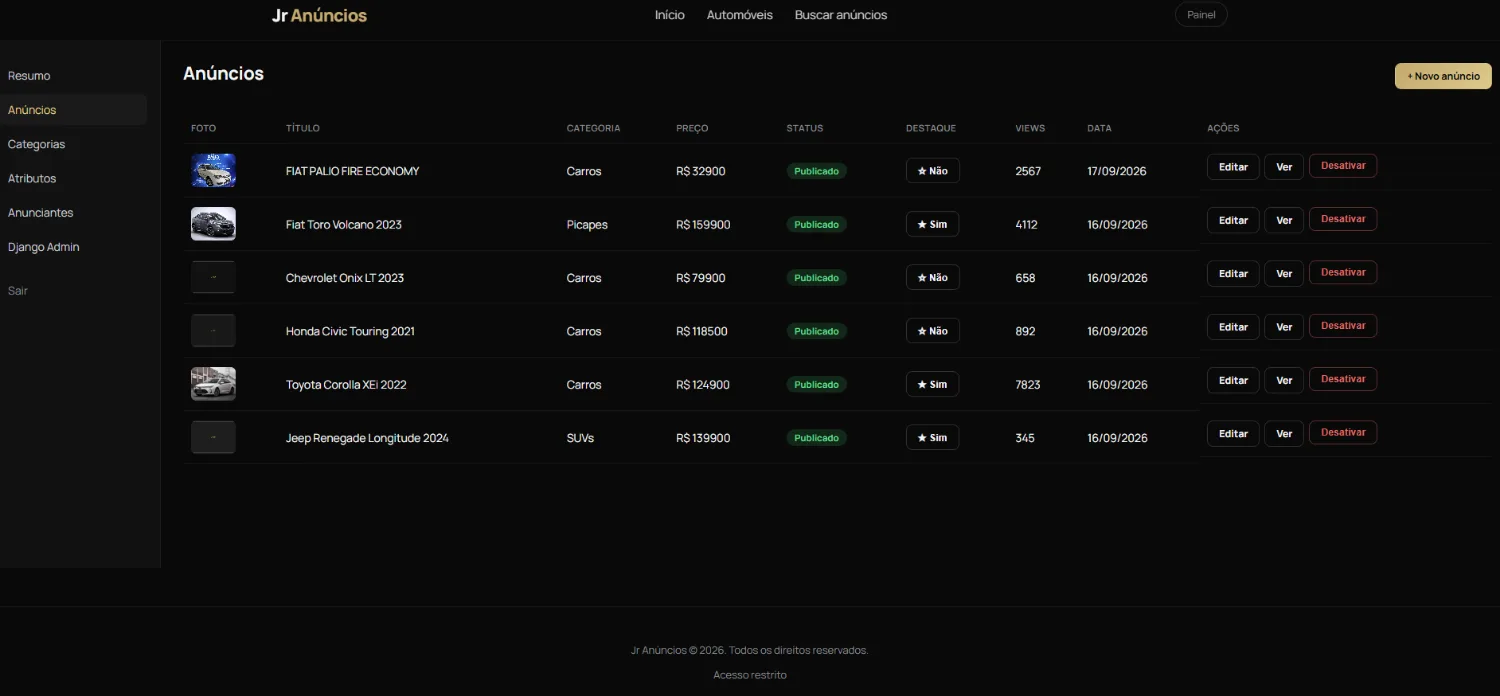 Jr Anúncios
Início Automóveis Buscar anúncios
Painel
Resumo
Anúncios
Categorias
Atributos
Anunciantes
Django Admin
Sair
Anúncios
+ Novo anúncio
FOTO TÍTULO CATEGORIA PREÇO STATUS DESTAQUE VIEWS DATA AÇÕES
FIAT PALIO FIRE ECONOMY Carros R$ 32900 Publicado ★ Não 2567 17/09/2026 Editar Ver Desativar
Fiat Toro Volcano 2023 Picapes R$ 159900 Publicado ★ Sim 4112 16/09/2026 Editar Ver Desativar
Chevrolet Onix LT 2023 Carros R$ 79900 Publicado ★ Não 658 16/09/2026 Editar Ver Desativar
Honda Civic Touring 2021 Carros R$ 118500 Publicado ★ Não 892 16/09/2026 Editar Ver Desativar
Toyota Corolla XEi 2022 Carros R$ 124900 Publicado ★ Sim 7823 16/09/2026 Editar Ver Desativar
Jeep Renegade Longitude 2024 SUVs R$ 139900 Publicado ★ Sim 345 16/09/2026 Editar Ver Desativar
Jr Anúncios © 2026. Todos os direitos reservados.
Acesso restrito